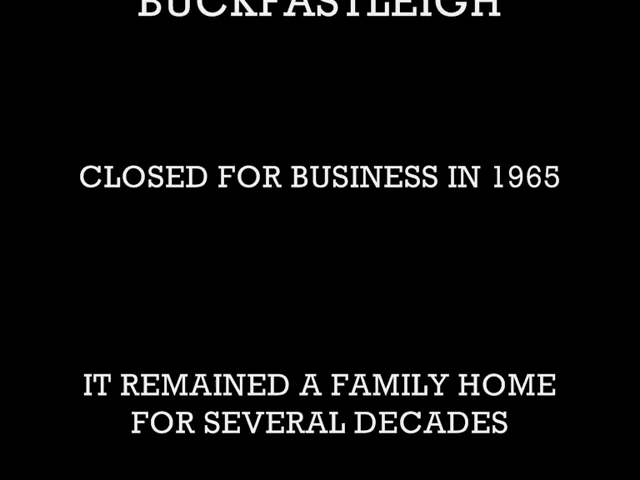 BUCKFASTLEIGH
CLOSED FOR BUSINESS IN 1965
IT REMAINED A FAMILY HOME
FOR SEVERAL DECADES